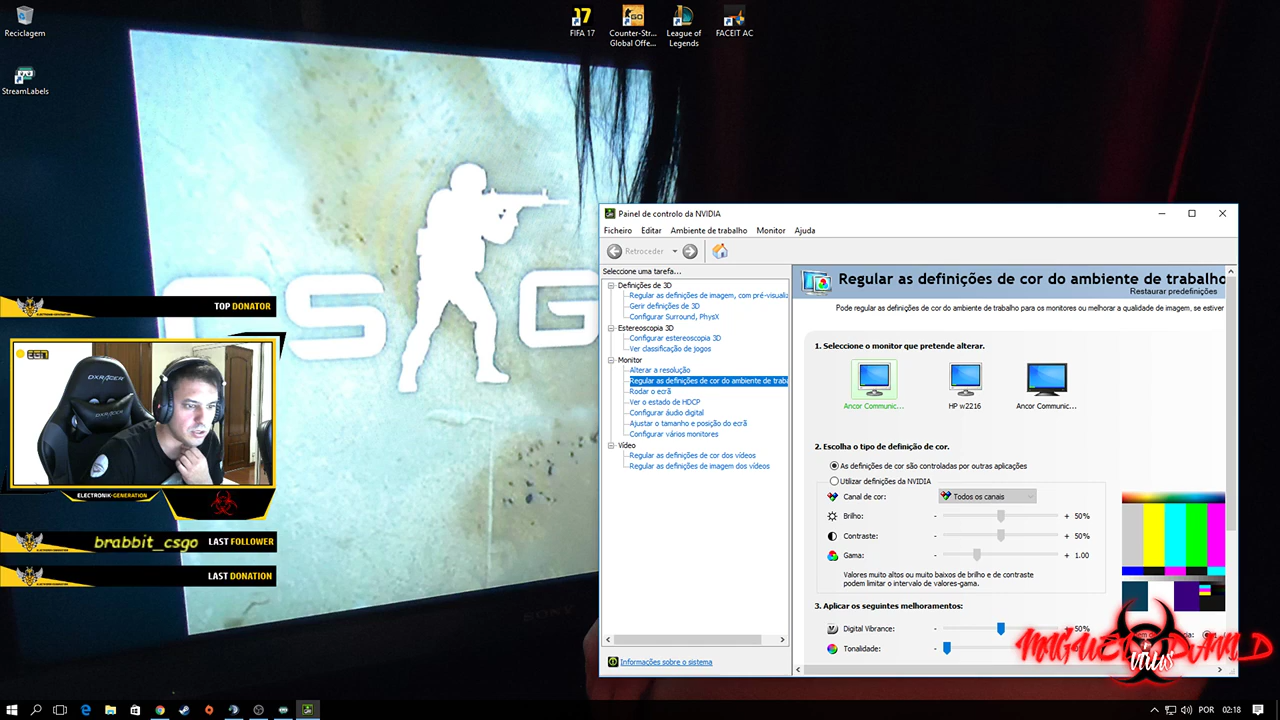 Reciclagem
StreamLabels
17
FIFA 17
Counter-Str...
Global Offe...
League of
Legends
FACEIT AC
CS GO
SONY
TOP DONATOR
EGN
DXRACER
DXRACER
ELECTRONIK-GENERATION
brabbit_csgo LAST FOLLOWER
LAST DONATION
Painel de controlo da NVIDIA
Ficheiro Editar Ambiente de trabalho Monitor Ajuda
Retroceder
Seleccione uma tarefa...
Definições de 3D
Regular as definições de imagem, com pré-visualiz
Gerir definições de 3D
Configurar Surround, PhysX
Estereoscopia 3D
Configurar estereoscopia 3D
Ver classificação de jogos
Monitor
Alterar a resolução
Regular as definições de cor do ambiente de traba
Rodar o ecrã
Ver o estado de HDCP
Configurar áudio digital
Ajustar o tamanho e posição do ecrã
Configurar vários monitores
Vídeo
Regular as definições de cor dos vídeos
Regular as definições de imagem dos vídeos
Informações sobre o sistema
Regular as definições de cor do ambiente de trabalho
Restaurar predefinições
Pode regular as definições de cor do ambiente de trabalho para os monitores ou melhorar a qualidade de imagem, se estiver
1. Seleccione o monitor que pretende alterar.
Ancor Communic... HP w2216 Ancor Communic...
2. Escolha o tipo de definição de cor.
As definições de cor são controladas por outras aplicações
Utilizar definições da NVIDIA
Canal de cor: Todos os canais
Brilho: - + 50%
Contraste: - + 50%
Gama: - + 1.00
Valores muito altos ou muito baixos de brilho e de contraste
podem limitar o intervalo de valores-gama.
3. Aplicar os seguintes melhoramentos:
Digital Vibrance: - + 50%
Tonalidade: -
VIRUS
POR 02:18